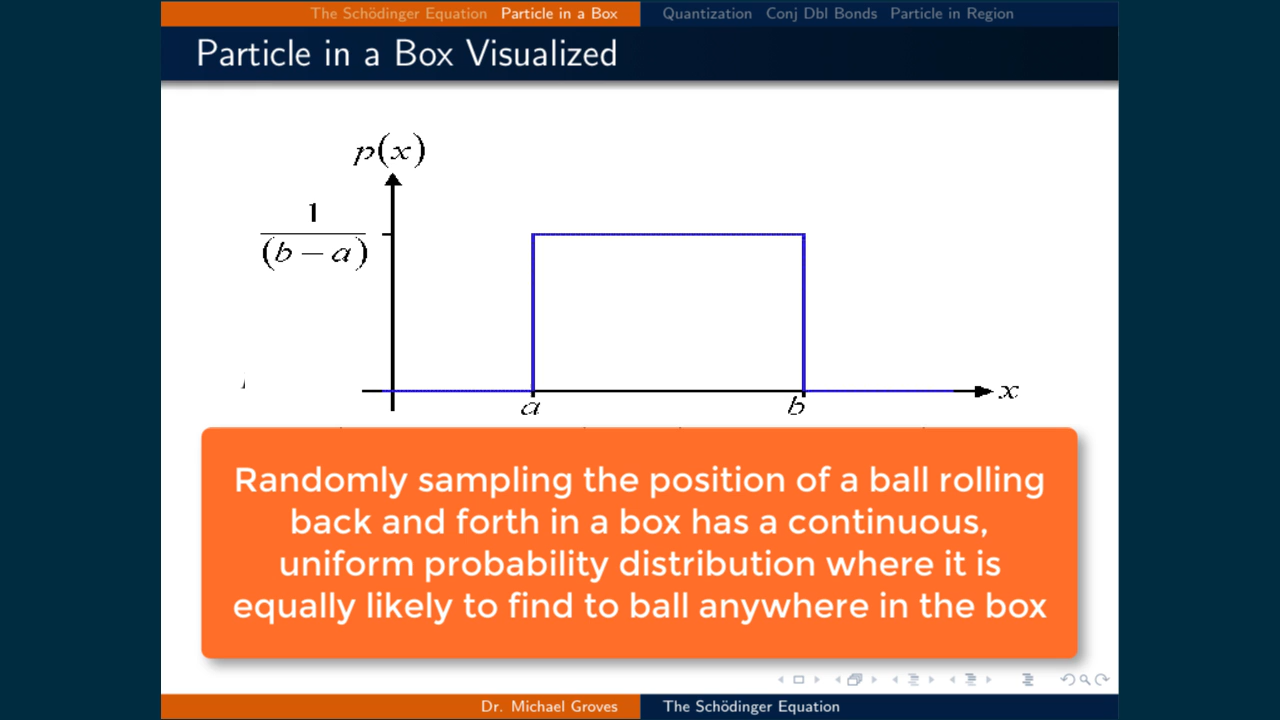 The Schödinger Equation Particle in a Box Quantization Conj Dbl Bonds Particle in Region
Particle in a Box Visualized
p(x)
1
(b − a)
x
a b
Randomly sampling the position of a ball rolling
back and forth in a box has a continuous,
uniform probability distribution where it is
equally likely to find to ball anywhere in the box
Dr. Michael Groves The Schödinger Equation